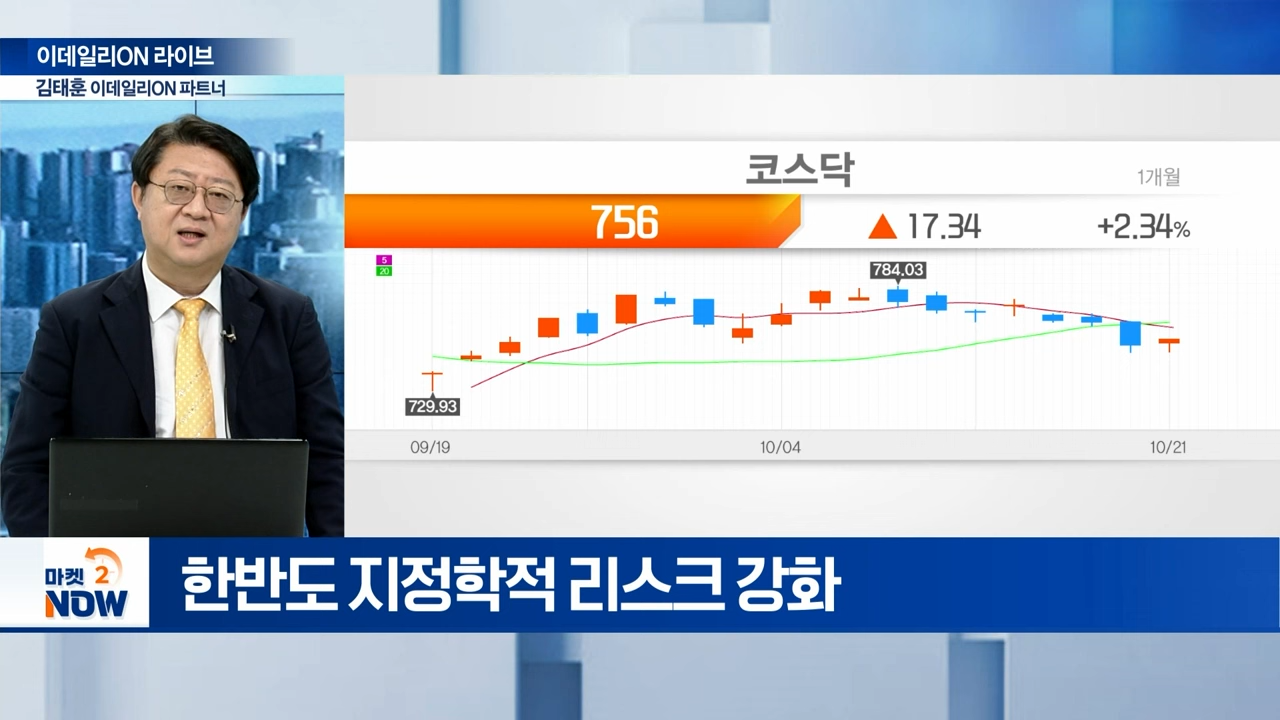 이데일리ON 라이브
김태훈 이데일리ON 파트너
코스닥
1개월
756
▲ 17.34
+2.34%
5
20
784.03
729.93
09/19
10/04
10/21
마켓 2
NOW
한반도 지정학적 리스크 강화